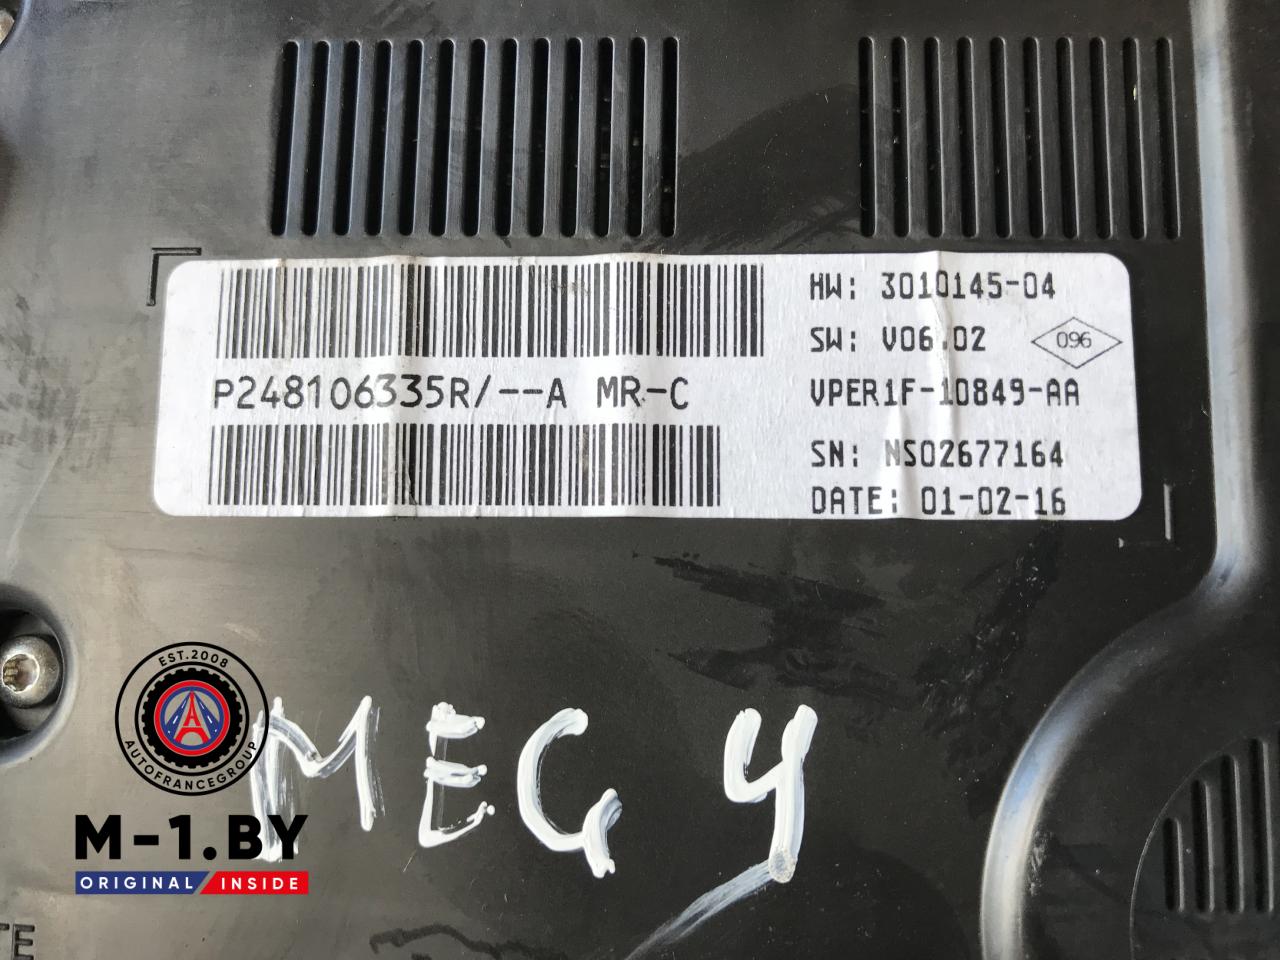 HW: 3010145-04
SW: V06.02
096
P248106335R/--A MR-C
VPER1F-10849-AA
SN: NS02677164
DATE: 01-02-16
EST.2008
AUTOFRANCEGROUP
MEG 4
M-1.BY
ORIGINAL INSIDE